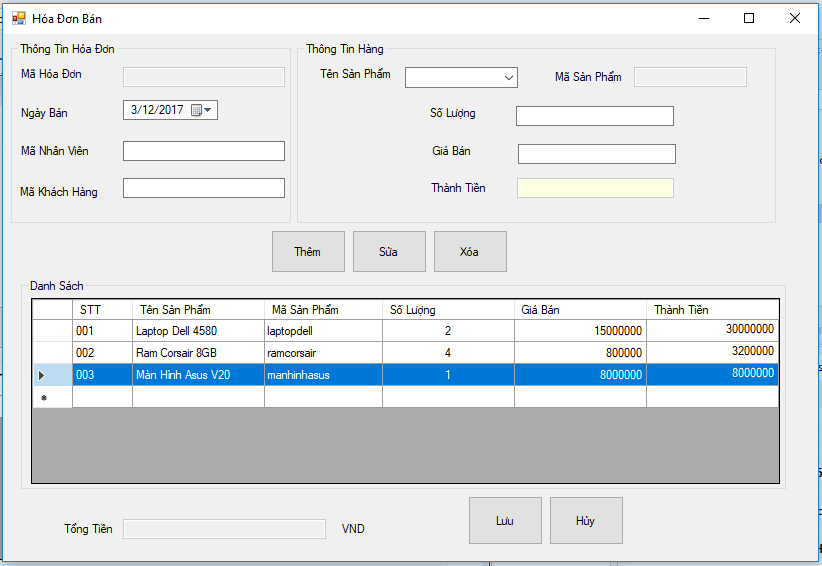 Hóa Đơn Bán
Thông Tin Hóa Đơn
Mã Hóa Đơn
Ngày Bán 3/12/2017
Mã Nhân Viên
Mã Khách Hàng
Thông Tin Hàng
Tên Sản Phẩm Mã Sản Phẩm
Số Lượng
Giá Bán
Thành Tiền
Thêm Sửa Xóa
Danh Sách
STT Tên Sản Phẩm Mã Sản Phẩm Số Lượng Giá Bán Thành Tiền
001 Laptop Dell 4580 laptopdell 2 15000000 30000000
002 Ram Corsair 8GB ramcorsair 4 800000 3200000
003 Màn Hình Asus V20 manhinhasus 1 8000000 8000000
Tổng Tiền VND
Lưu Hủy